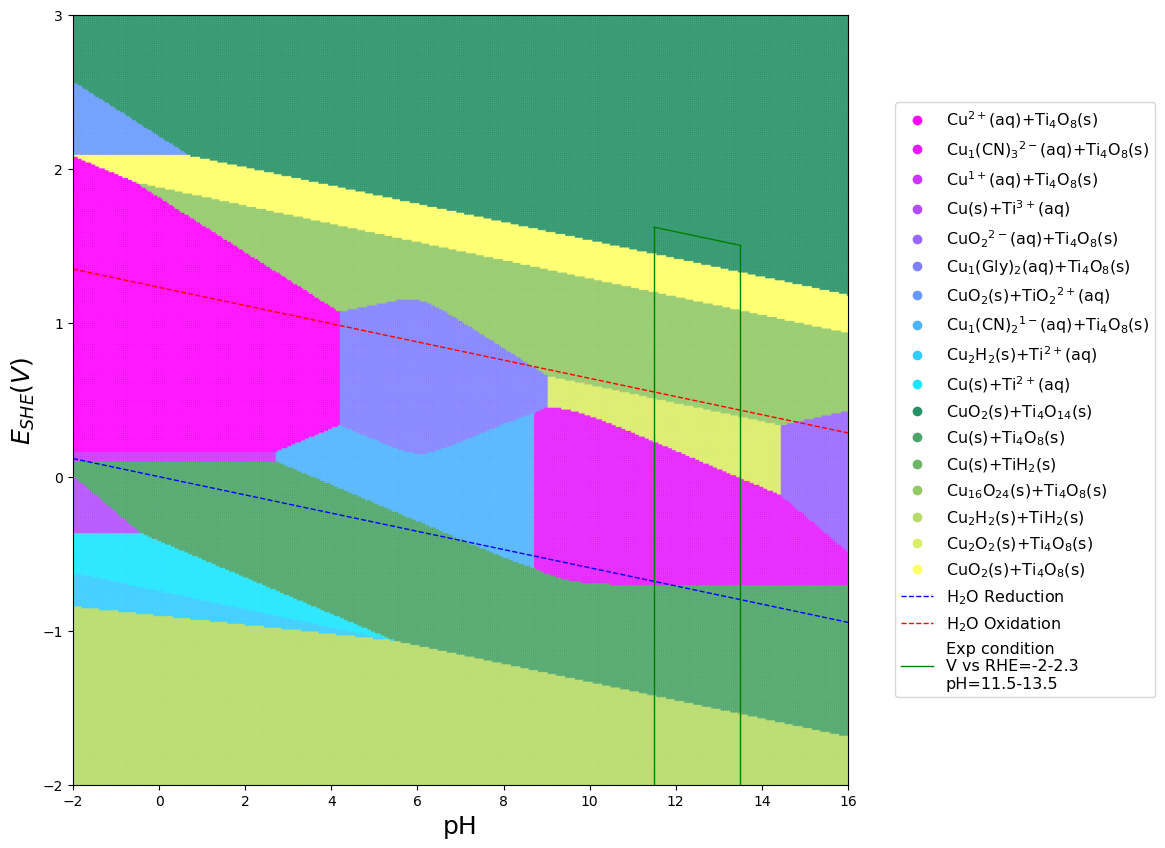 3
2
1
0
−1
−2
−2
0
2
4
6
8
10
12
14
16
E_{SHE}(V)
pH
Cu²⁺(aq)+Ti₄O₈(s)
Cu₁(CN)₃²⁻(aq)+Ti₄O₈(s)
Cu¹⁺(aq)+Ti₄O₈(s)
Cu(s)+Ti³⁺(aq)
CuO₂²⁻(aq)+Ti₄O₈(s)
Cu₁(Gly)₂(aq)+Ti₄O₈(s)
CuO₂(s)+TiO₂²⁺(aq)
Cu₁(CN)₂¹⁻(aq)+Ti₄O₈(s)
Cu₂H₂(s)+Ti²⁺(aq)
Cu(s)+Ti²⁺(aq)
CuO₂(s)+Ti₄O₁₄(s)
Cu(s)+Ti₄O₈(s)
Cu(s)+TiH₂(s)
Cu₁₆O₂₄(s)+Ti₄O₈(s)
Cu₂H₂(s)+TiH₂(s)
Cu₂O₂(s)+Ti₄O₈(s)
CuO₂(s)+Ti₄O₈(s)
H₂O Reduction
H₂O Oxidation
Exp condition
V vs RHE=-2-2.3
pH=11.5-13.5